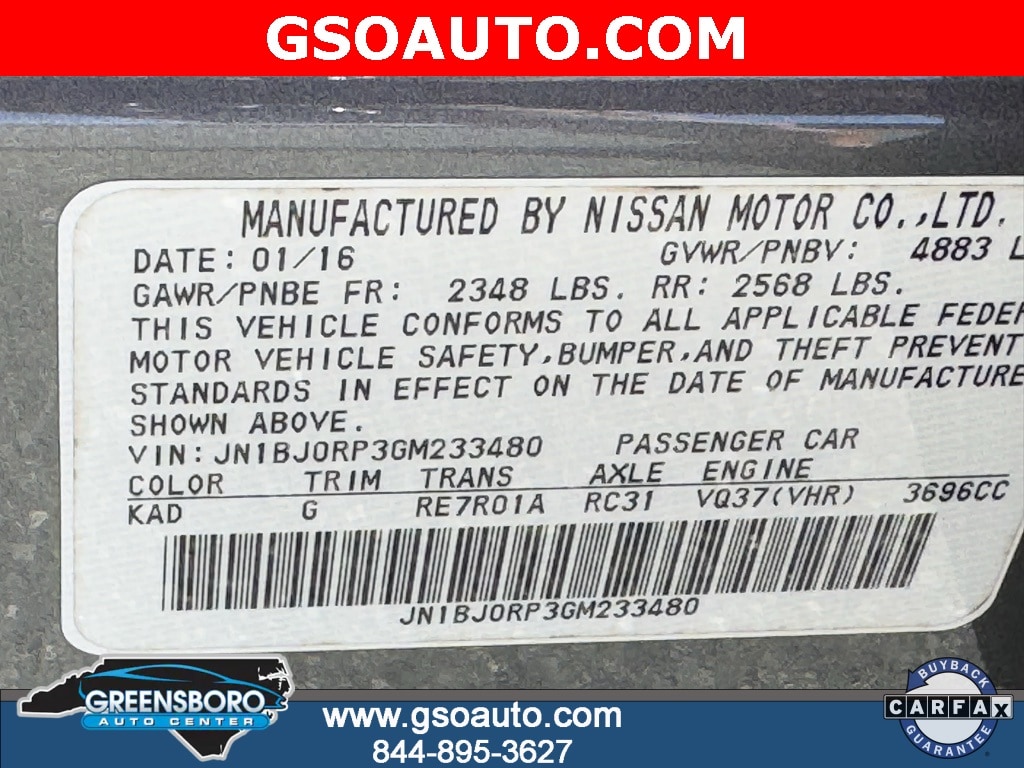 GSOAUTO.COM
MANUFACTURED BY NISSAN MOTOR CO.,LTD.
DATE: 01/16 GVWR/PNBV: 4883 L
GAWR/PNBE FR: 2348 LBS. RR: 2568 LBS.
THIS VEHICLE CONFORMS TO ALL APPLICABLE FEDER
MOTOR VEHICLE SAFETY,BUMPER,AND THEFT PREVENT
STANDARDS IN EFFECT ON THE DATE OF MANUFACTURE
SHOWN ABOVE.
VIN:JN1BJ0RP3GM233480 PASSENGER CAR
COLOR TRIM TRANS AXLE ENGINE
KAD G RE7R01A RC31 VQ37(VHR) 3696CC
JN1BJ0RP3GM233480
GREENSBORO
AUTO CENTER
www.gsoauto.com
844-895-3627
BUYBACK
CARFAX
GUARANTEE